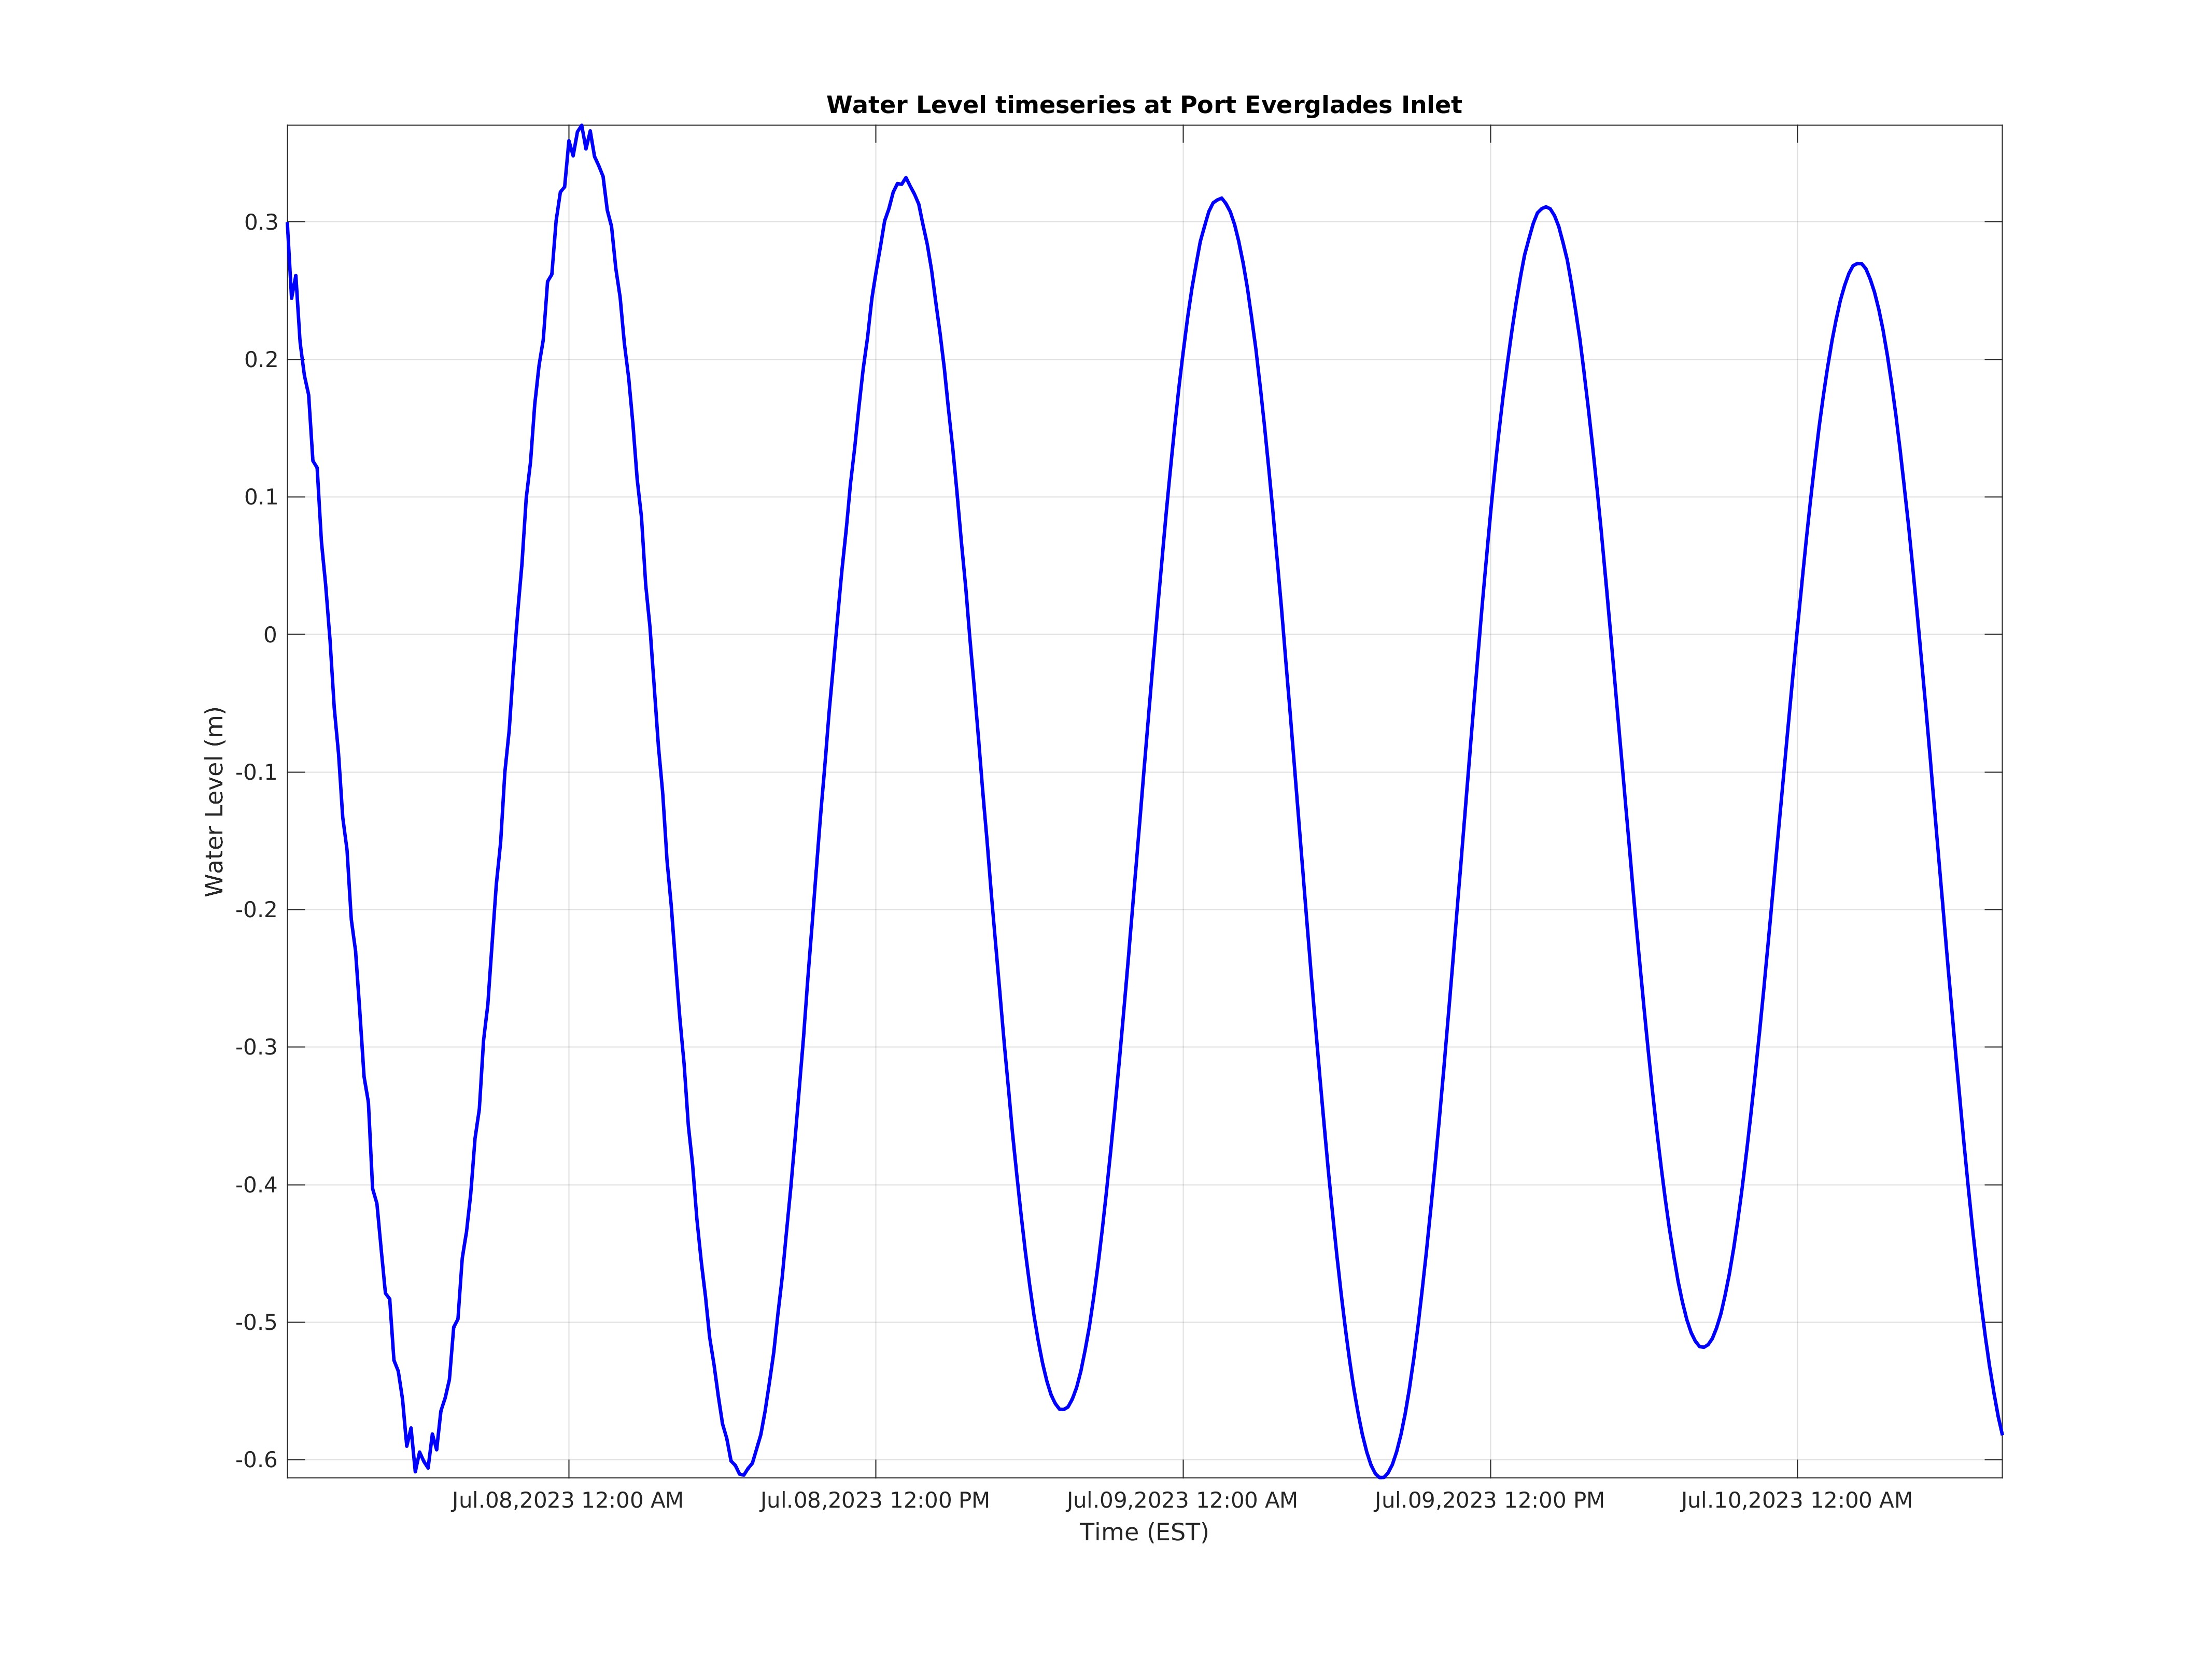 Water Level timeseries at Port Everglades Inlet
0.3
0.2
0.1
0
-0.1
-0.2
-0.3
-0.4
-0.5
-0.6
Water Level (m)
Jul.08,2023 12:00 AM
Jul.08,2023 12:00 PM
Jul.09,2023 12:00 AM
Jul.09,2023 12:00 PM
Jul.10,2023 12:00 AM
Time (EST)